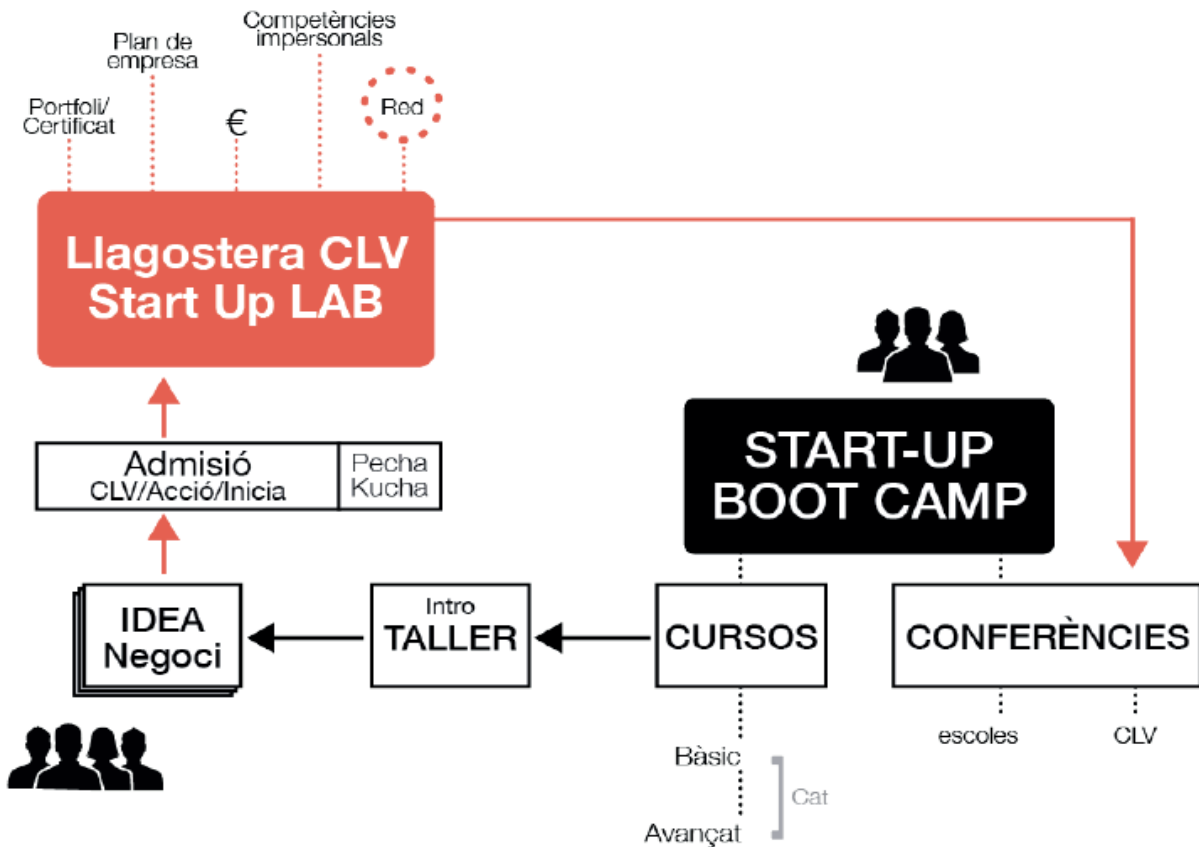 Competències
impersonals
Plan de
empresa
Portfoli/
Certificat
€
Red
Llagostera CLV
Start Up LAB
START-UP
BOOT CAMP
Admisió
CLV/Acció/Inicia
Pecha
Kucha
IDEA
Negoci
Intro
TALLER
CURSOS
CONFERÈNCIES
escoles
CLV
Bàsic
Cat
Avançat